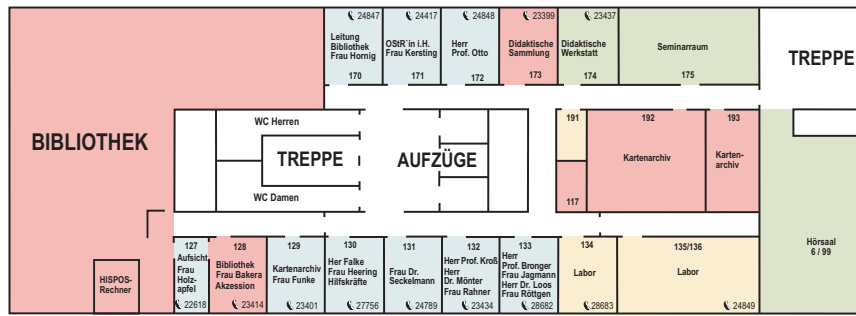 24847
Leitung
Bibliothek
Frau Hornig
170
24417
OStR`in i.H.
Frau Kersting
171
24848
Herr
Prof. Otto
172
23399
Didaktische
Sammlung
173
23437
Didaktische
Werkstatt
174
Seminarraum
175
TREPPE
BIBLIOTHEK
WC Herren
TREPPE
WC Damen
AUFZÜGE
191
117
192
Kartenarchiv
193
Karten-
archiv
Hörsaal
6 / 99
HISPOS-
Rechner
127
Aufsicht
Frau
Holz-
apfel
22618
128
Bibliothek
Frau Bakera
Akzession
23414
129
Kartenarchiv
Frau Funke
23401
130
Her Falke
Frau Heering
Hilfskräfte
27756
131
Frau Dr.
Seckelmann
24789
132
Herr Prof. Kroß
Herr
Dr. Mönter
Frau Rahner
23434
133
Herr
Prof. Bronger
Frau Jagmann
Herr Dr. Loos
Frau Röttgen
28682
134
Labor
28683
135/136
Labor
24849